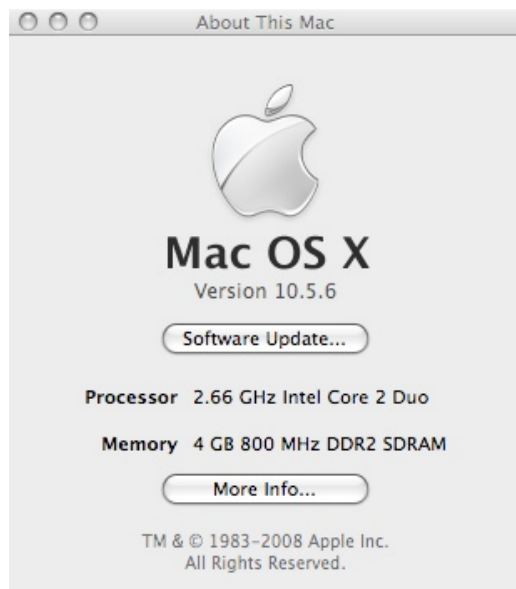 About This Mac
Mac OS X
Version 10.5.6
Software Update...
Processor 2.66 GHz Intel Core 2 Duo
Memory 4 GB 800 MHz DDR2 SDRAM
More Info...
TM & © 1983–2008 Apple Inc.
All Rights Reserved.